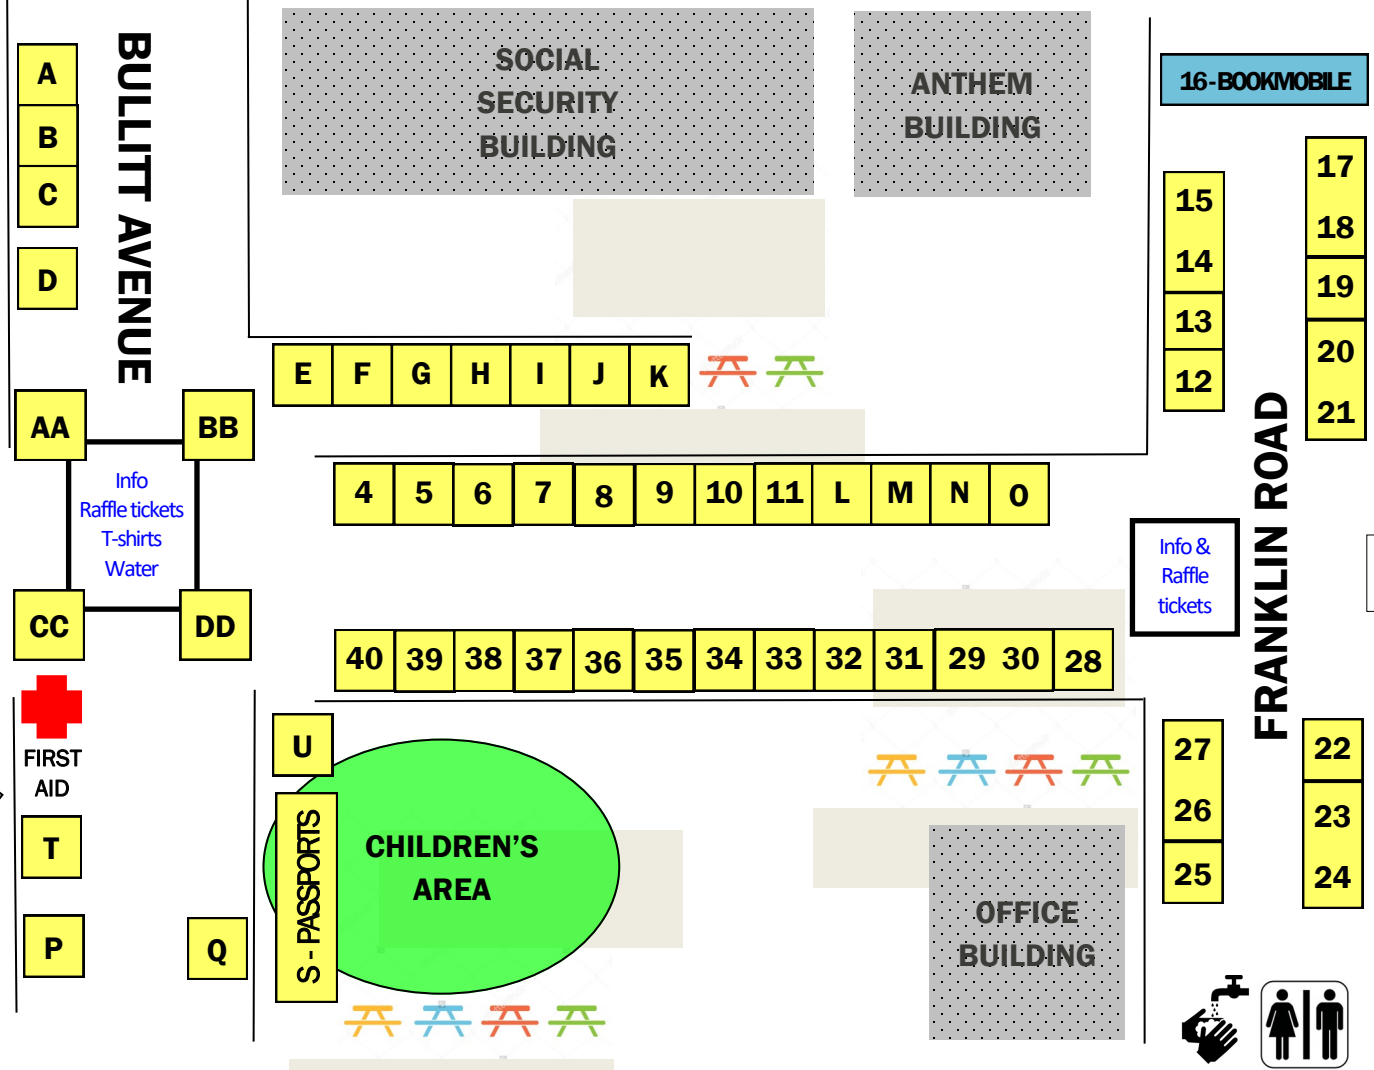 A
B
C
D
BULLITT AVENUE
SOCIAL
SECURITY
BUILDING
ANTHEM
BUILDING
16-BOOKMOBILE
15
14
13
12
17
18
19
20
21
E F G H I J K
AA
BB
Info
Raffle tickets
T-shirts
Water
CC
DD
4 5 6 7 8 9 10 11 L M N O
Info &
Raffle
tickets
FRANKLIN ROAD
40 39 38 37 36 35 34 33 32 31 29 30 28
FIRST
AID
T
P
Q
U
S - PASSPORTS
CHILDREN'S
AREA
OFFICE
BUILDING
27
26
25
22
23
24